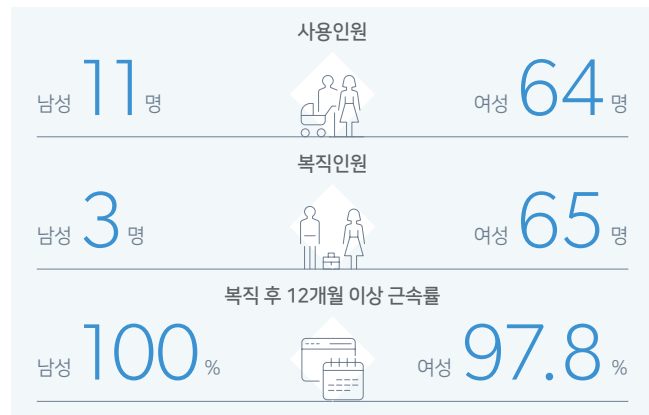 사용인원
남성 11 명 여성 64 명
복직인원
남성 3 명 여성 65 명
복직 후 12개월 이상 근속률
남성 100 % 여성 97.8 %